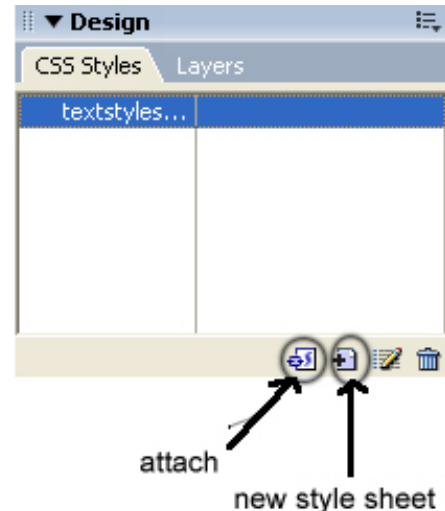 Design
CSS Styles Layers
textstyles...
attach
new style sheet